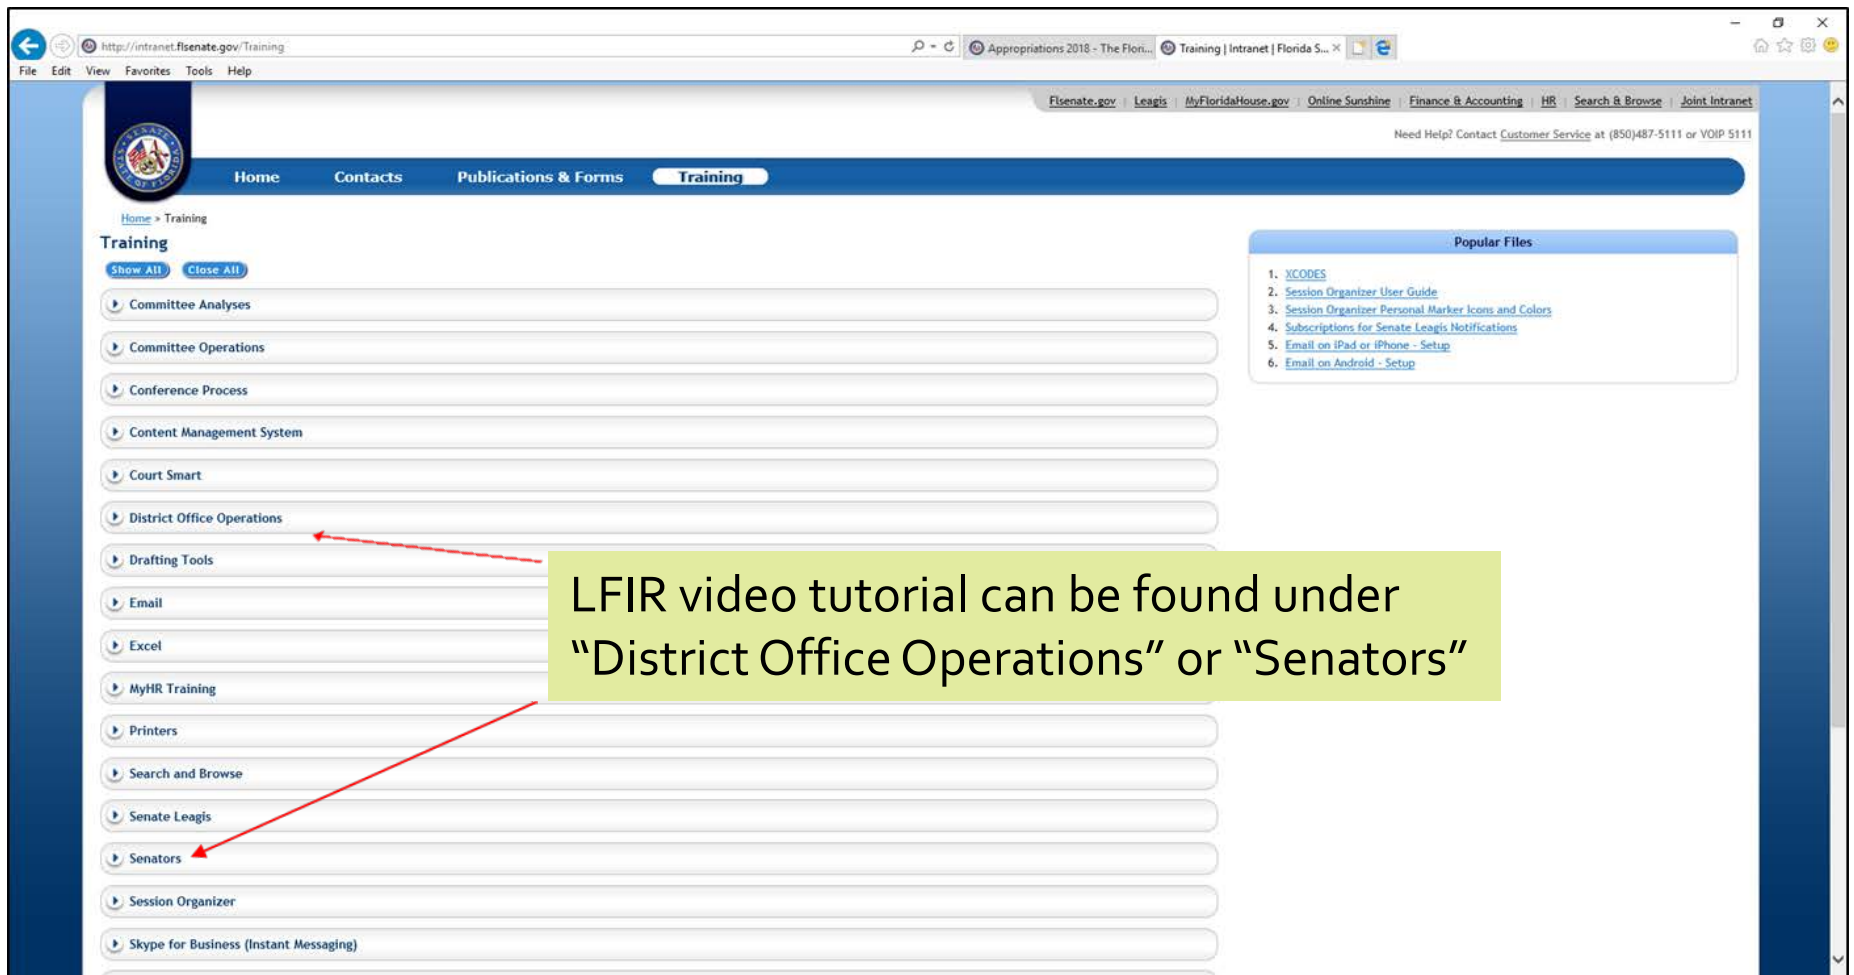 http://intranet.flsenate.gov/Training
Appropriations 2018 - The Flori...
Training | Intranet | Florida S...
File Edit View Favorites Tools Help
Flsenate.gov | Leagis | MyFloridaHouse.gov | Online Sunshine | Finance & Accounting | HR | Search & Browse | Joint Intranet
Need Help? Contact Customer Service at (850)487-5111 or VOIP 5111
SENATE
STATE OF FLORIDA
Home Contacts Publications & Forms Training
Home > Training
Training
Show All Close All
Committee Analyses
Committee Operations
Conference Process
Content Management System
Court Smart
District Office Operations
Drafting Tools
Email
Excel
MyHR Training
Printers
Search and Browse
Senate Leagis
Senators
Session Organizer
Skype for Business (Instant Messaging)
Popular Files
1. XCODES
2. Session Organizer User Guide
3. Session Organizer Personal Marker Icons and Colors
4. Subscriptions for Senate Leagis Notifications
5. Email on iPad or iPhone - Setup
6. Email on Android - Setup
LFIR video tutorial can be found under
“District Office Operations” or “Senators”